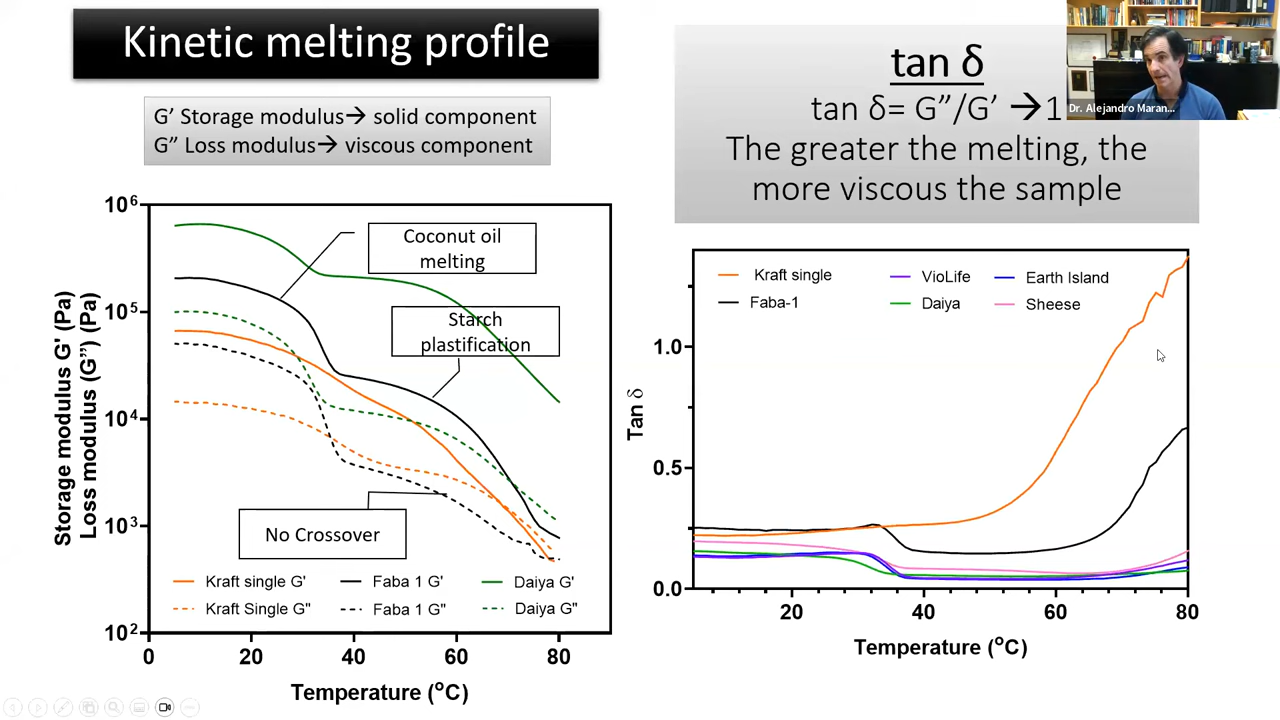 Kinetic melting profile
G′ Storage modulus→ solid component
G” Loss modulus→ viscous component
tan δ
tan δ= G”/G’ →1
The greater the melting, the
more viscous the sample
Dr. Alejandro Maran...
Storage modulus G' (Pa)
Loss modulus (G”) (Pa)
10⁶
10⁵
10⁴
10³
10²
Coconut oil
melting
Starch
plastification
No Crossover
Kraft single G'
Faba 1 G'
Daiya G'
Kraft Single G"
Faba 1 G"
Daiya G"
0
20
40
60
80
Temperature (°C)
Kraft single
VioLife
Earth Island
Faba-1
Daiya
Sheese
Tan δ
1.0
0.5
0.0
20
40
60
80
Temperature (°C)